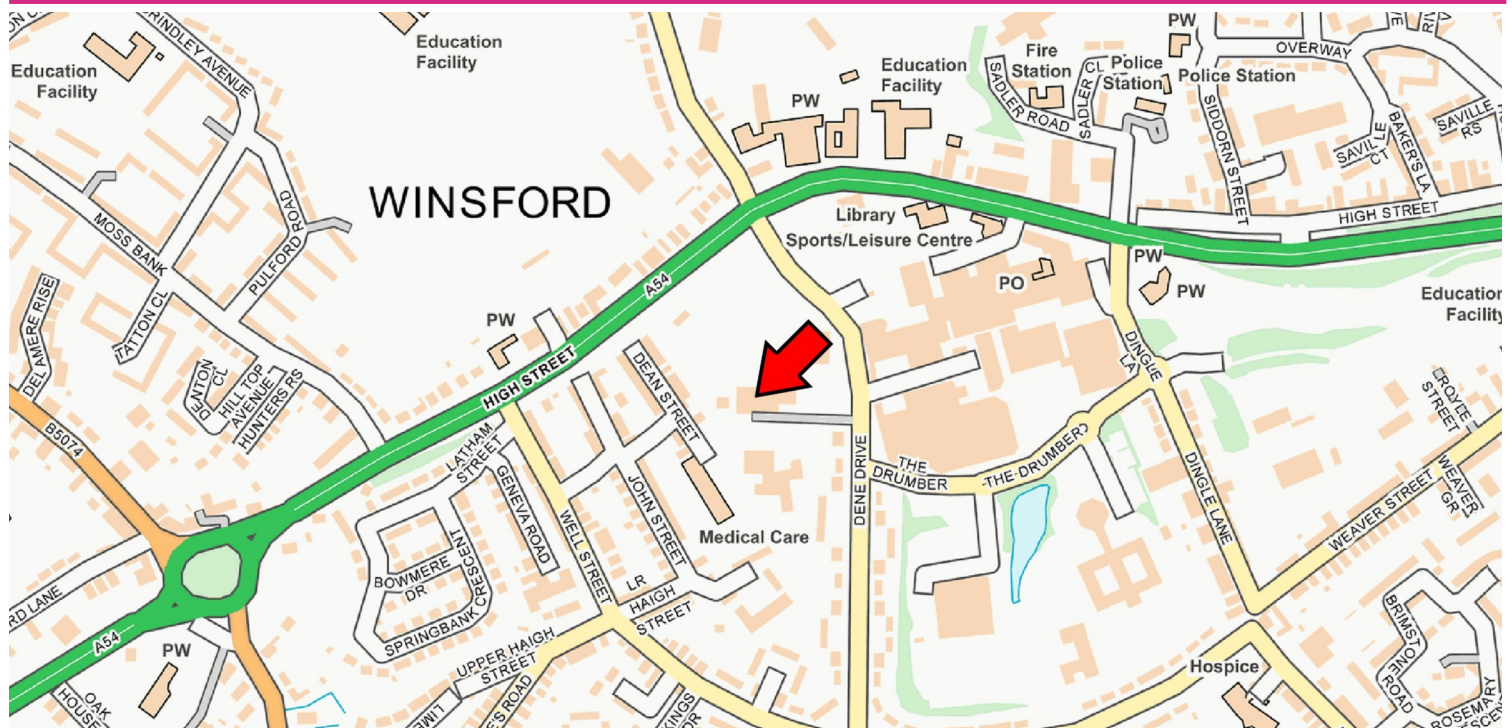 BRINDLEY AVENUE
Education
Facility
Education
Facility
PW
Education
Facility
Fire
Station
SADLER CL
Police
Station
PW
Police Station
OVERWAY
SADLER ROAD
SIDDORN STREET
BAKER'S LA
SAVILLE
CT
SAVILLE
RS
HIGH STREET
WINSFORD
MOSS BANK
PULFORD ROAD
TATTON CL
DELAMERE RISE
DENTON
CL
HILL TOP
AVENUE
HUNTERS RS
B5074
PW
A54
HIGH STREET
Library
Sports/Leisure Centre
PO
PW
PW
Education
Facility
DEAN STREET
DINGLE
LA
LATHAM
STREET
GENEVA ROAD
WELL STREET
JOHN STREET
Medical Care
DENE DRIVE
THE
DRUMBER
THE DRUMBER
DINGLE LANE
ROYCE
STREET
WEAVER STREET
WEAVER
GR
BOWMERE
DR
SPRINGBANK CRESCENT
LR
HAIGH
STREET
UPPER HAIGH
STREET
A54
PW
OAK
HOUSE
Hospice
BRIMSTONE
ROAD
ROSEMARY